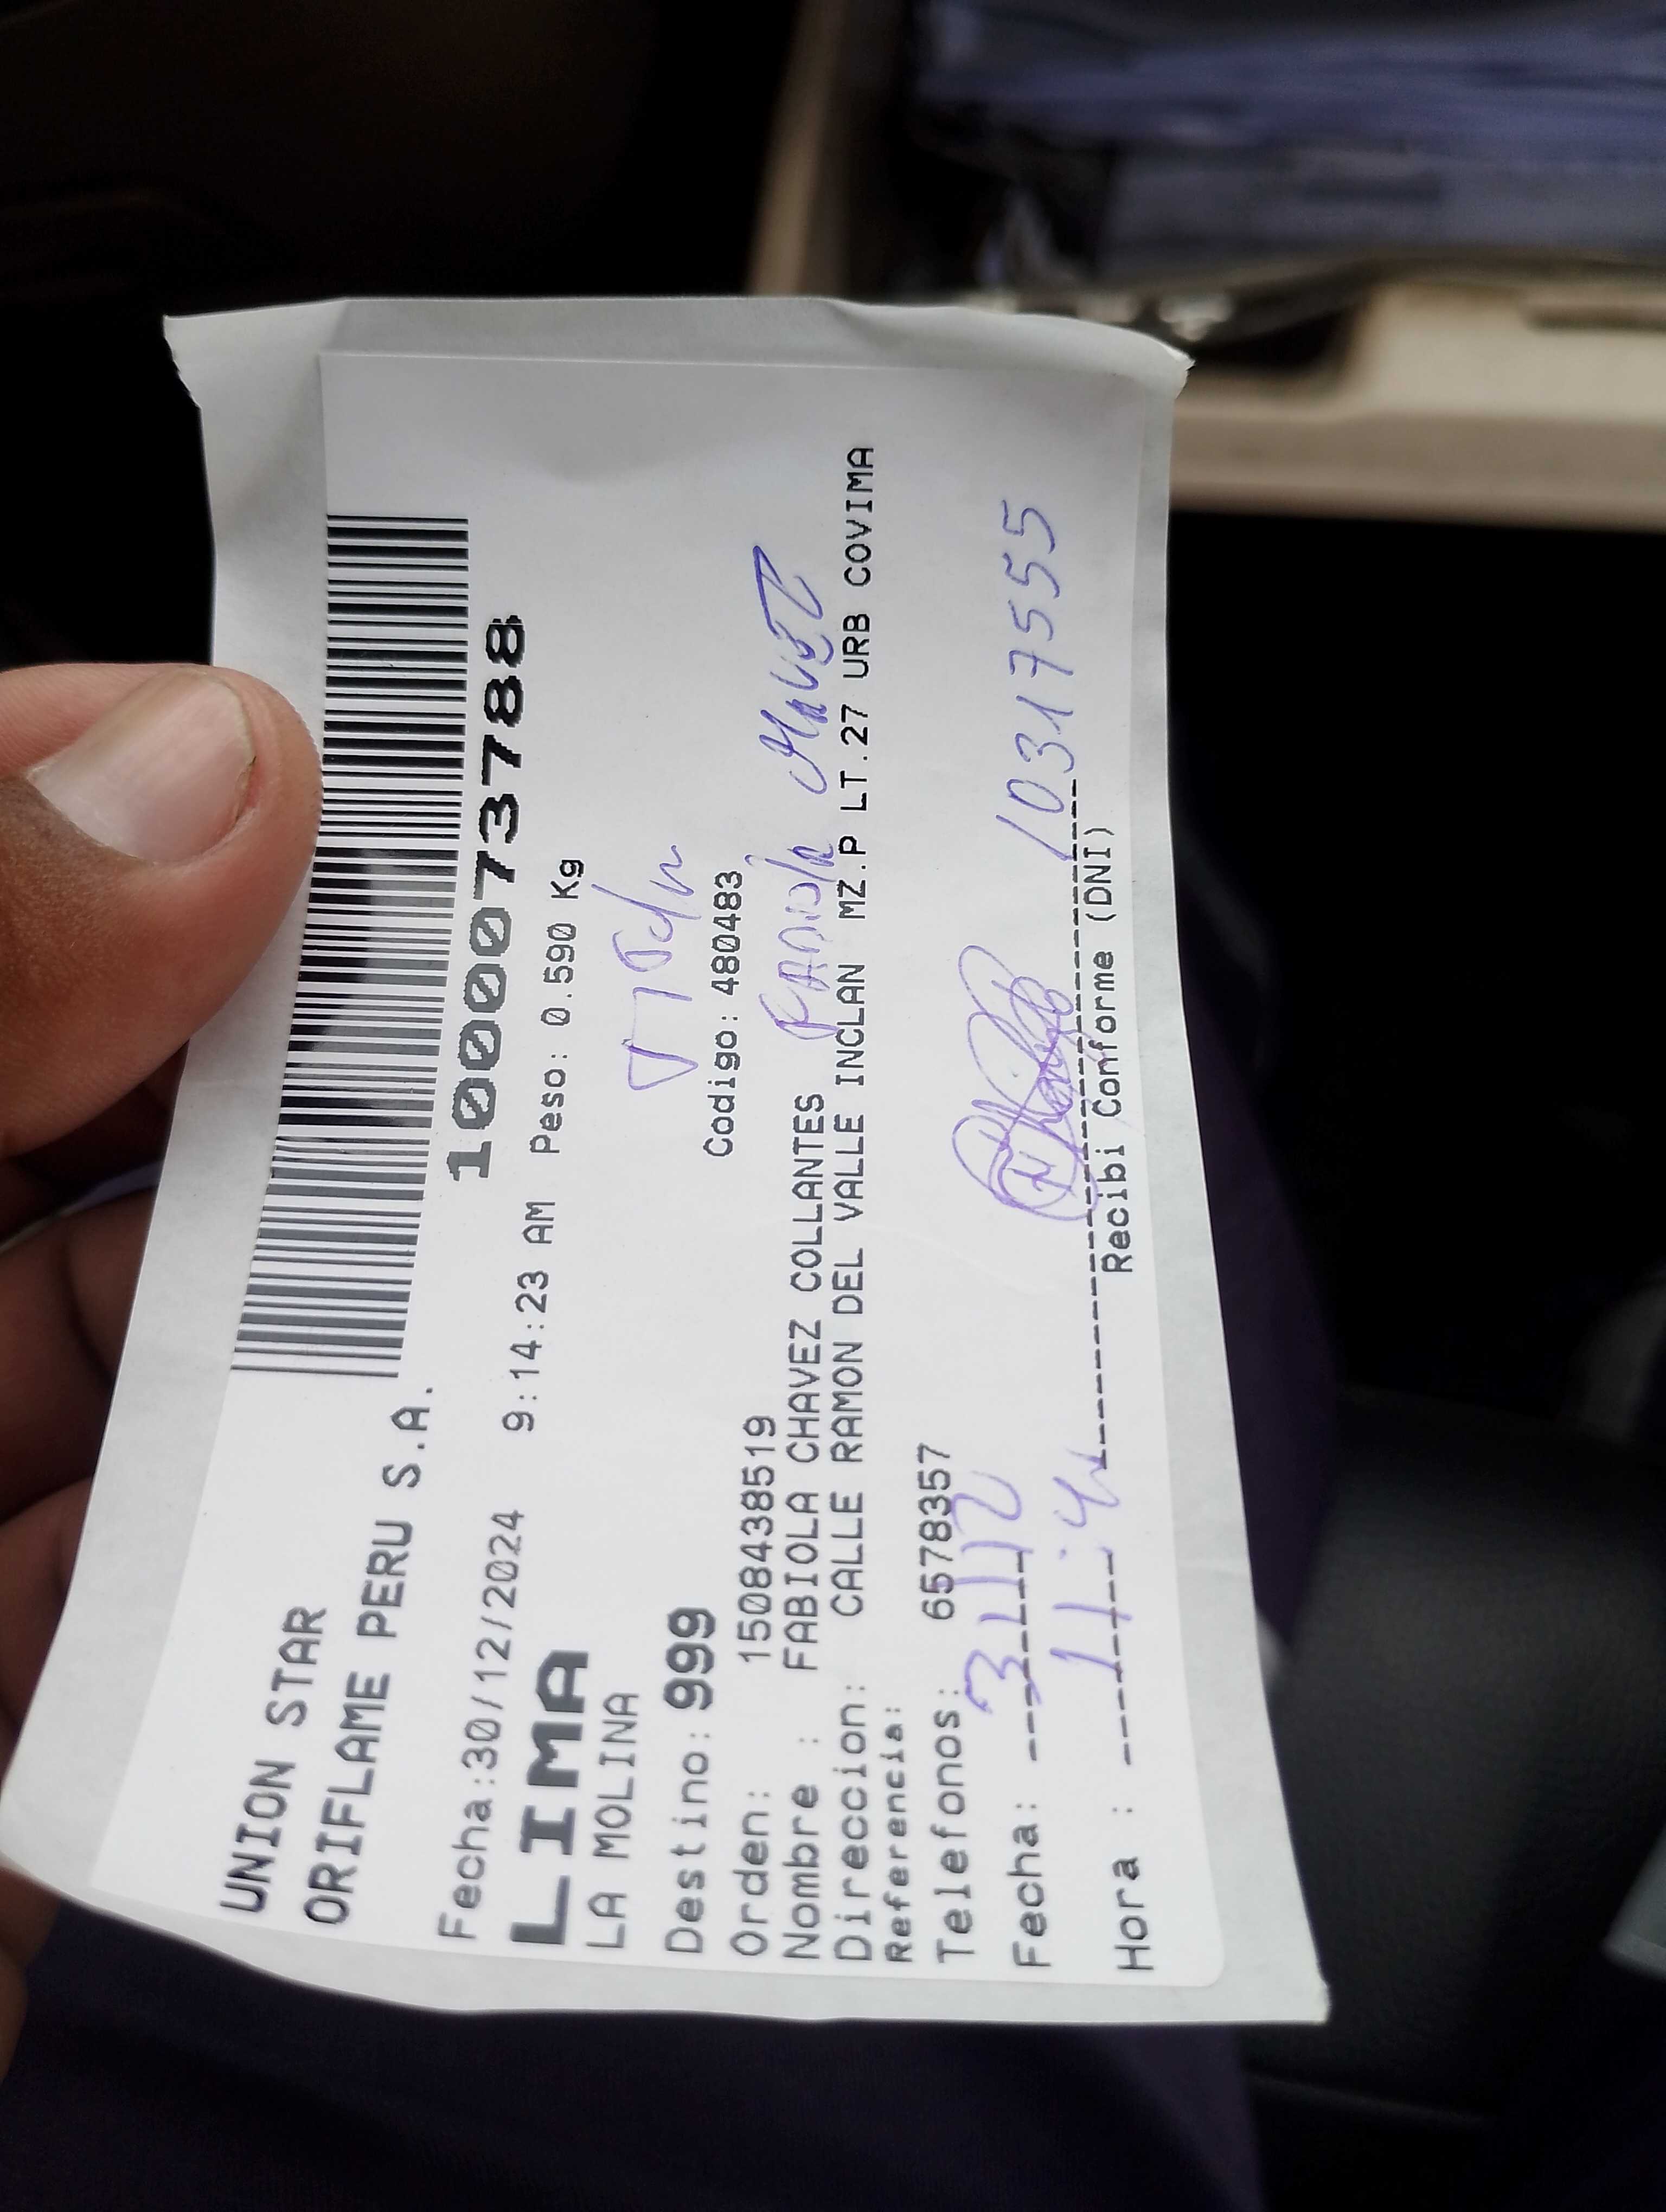 UNION STAR
ORIFLAME PERU S.A.
1000073788
Fecha:30/12/2024 9:14:23 AM Peso: 0.590 Kg
LIMA
LA MOLINA
Destino: 999
Codigo: 480483
Orden: 1508438519
Nombre : FABIOLA CHAVEZ COLLANTES
Direccion: CALLE RAMON DEL VALLE INCLAN MZ.P LT.27 URB COVIMA
Referencia:
Telefonos: 6578357
Fecha: 31/12
10317555
Hora : 11:4
Recibi Conforme (DNI)